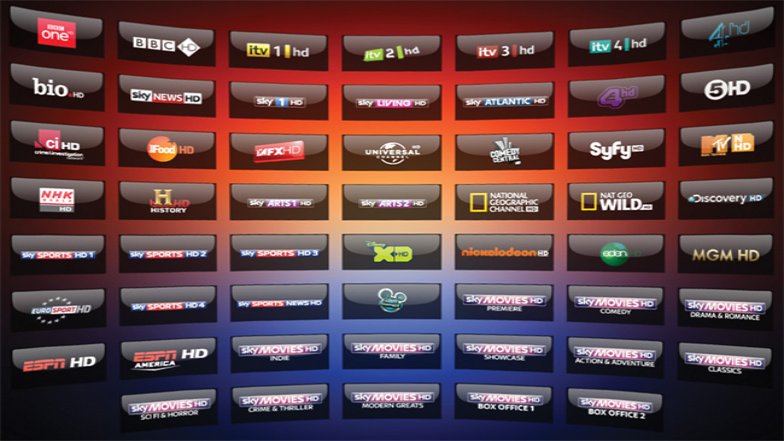 BBC
one HD
BBC HD
itv 1 hd
itv 2 hd
itv 3 hd
itv 4 hd
4hd
bio.HD
sky NEWS HD
sky 1 HD
sky LIVING HD
sky ATLANTIC HD
4 hd
5HD
ci HD
crime & investigation
network
Food HD
FX HD
UNIVERSAL
CHANNEL
COMEDY
CENTRAL
Syfy HD
MTV N
HD
NHK
WORLD
HD
H HD
HISTORY
sky ARTS 1 HD
sky ARTS 2 HD
NATIONAL
GEOGRAPHIC
CHANNEL HD
NAT GEO
WILD HD
Discovery HD
sky SPORTS HD 1
sky SPORTS HD 2
sky SPORTS HD 3
Disney
XD HD
nickelodeon HD
eden HD
MGM HD
EUROSPORT HD
sky SPORTS HD 4
sky SPORTS NEWS HD
sky MOVIES HD
PREMIERE
sky MOVIES HD
COMEDY
sky MOVIES HD
DRAMA & ROMANCE
ESPN HD
ESPN HD
AMERICA
sky MOVIES HD
INDIE
sky MOVIES HD
FAMILY
sky MOVIES HD
SHOWCASE
sky MOVIES HD
ACTION & ADVENTURE
sky MOVIES HD
CLASSICS
sky MOVIES HD
SCI FI & HORROR
sky MOVIES HD
CRIME & THRILLER
sky MOVIES HD
MODERN GREATS
sky MOVIES HD
BOX OFFICE 1
sky MOVIES HD
BOX OFFICE 2